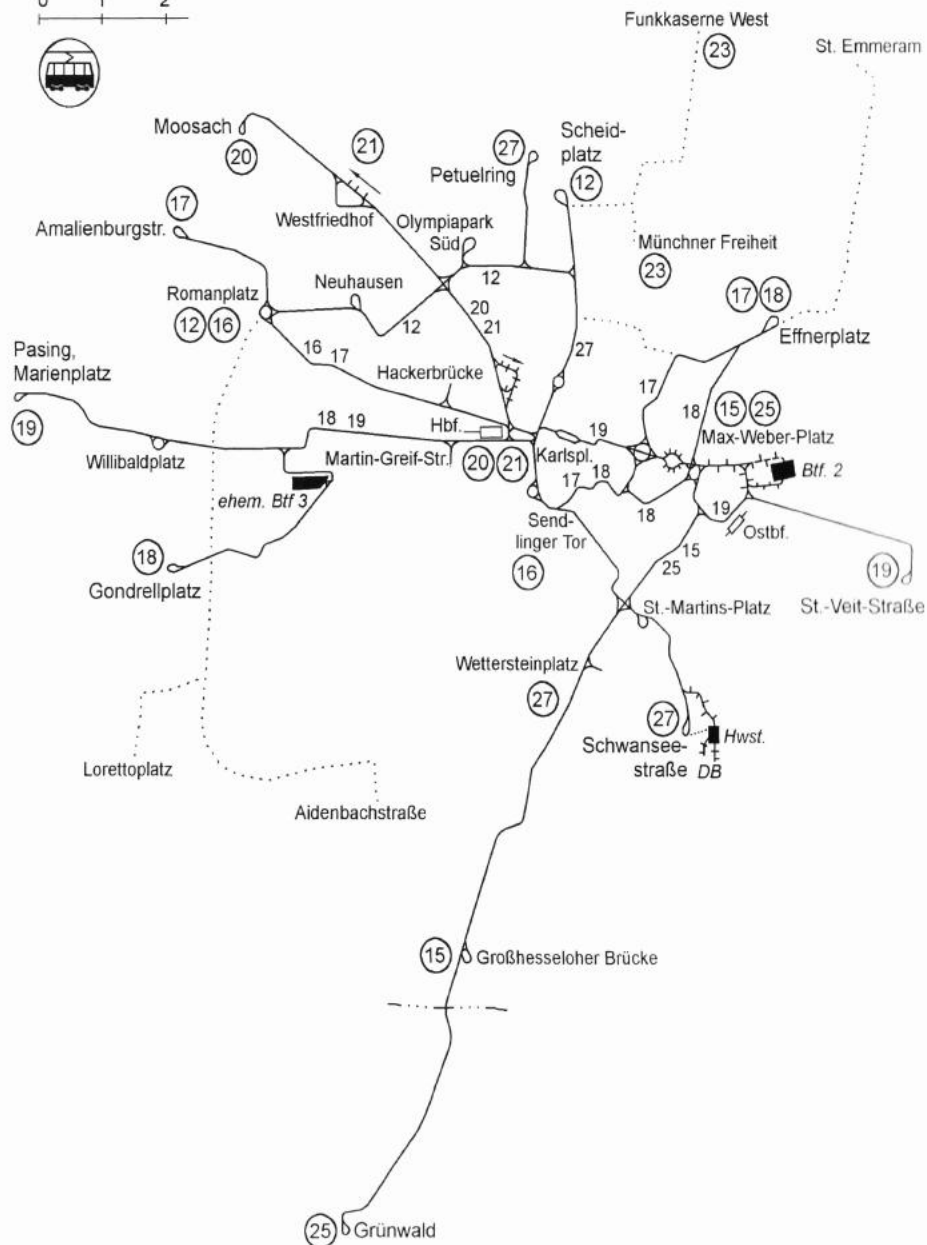 0 1 2
Funkkaserne West
23
St. Emmeram
Moosach
20
21
27
Petuelring
Scheid-
platz
12
17
Amalienburgstr.
Westfriedhof
Olympiapark
Süd
Münchner Freiheit
23
12
Neuhausen
Romanplatz
12 16
12
20
21
17 18
Effnerplatz
Pasing,
Marienplatz
19
16 17
27
17
18
Hackerbrücke
15 25
Max-Weber-Platz
18 19
Hbf.
19
Willibaldplatz
Martin-Greif-Str.
20 21
Karlspl.
Btf. 2
ehem. Btf 3
17 18
18
19
Ostbf.
Send-
linger Tor
16
15
25
18
Gondrellplatz
19
St.-Veit-Straße
St.-Martins-Platz
Wettersteinplatz
27
27
Schwansee-
straße
Hwst.
DB
Lorettoplatz
Aidenbachstraße
15
Großhesseloher Brücke
25
Grünwald